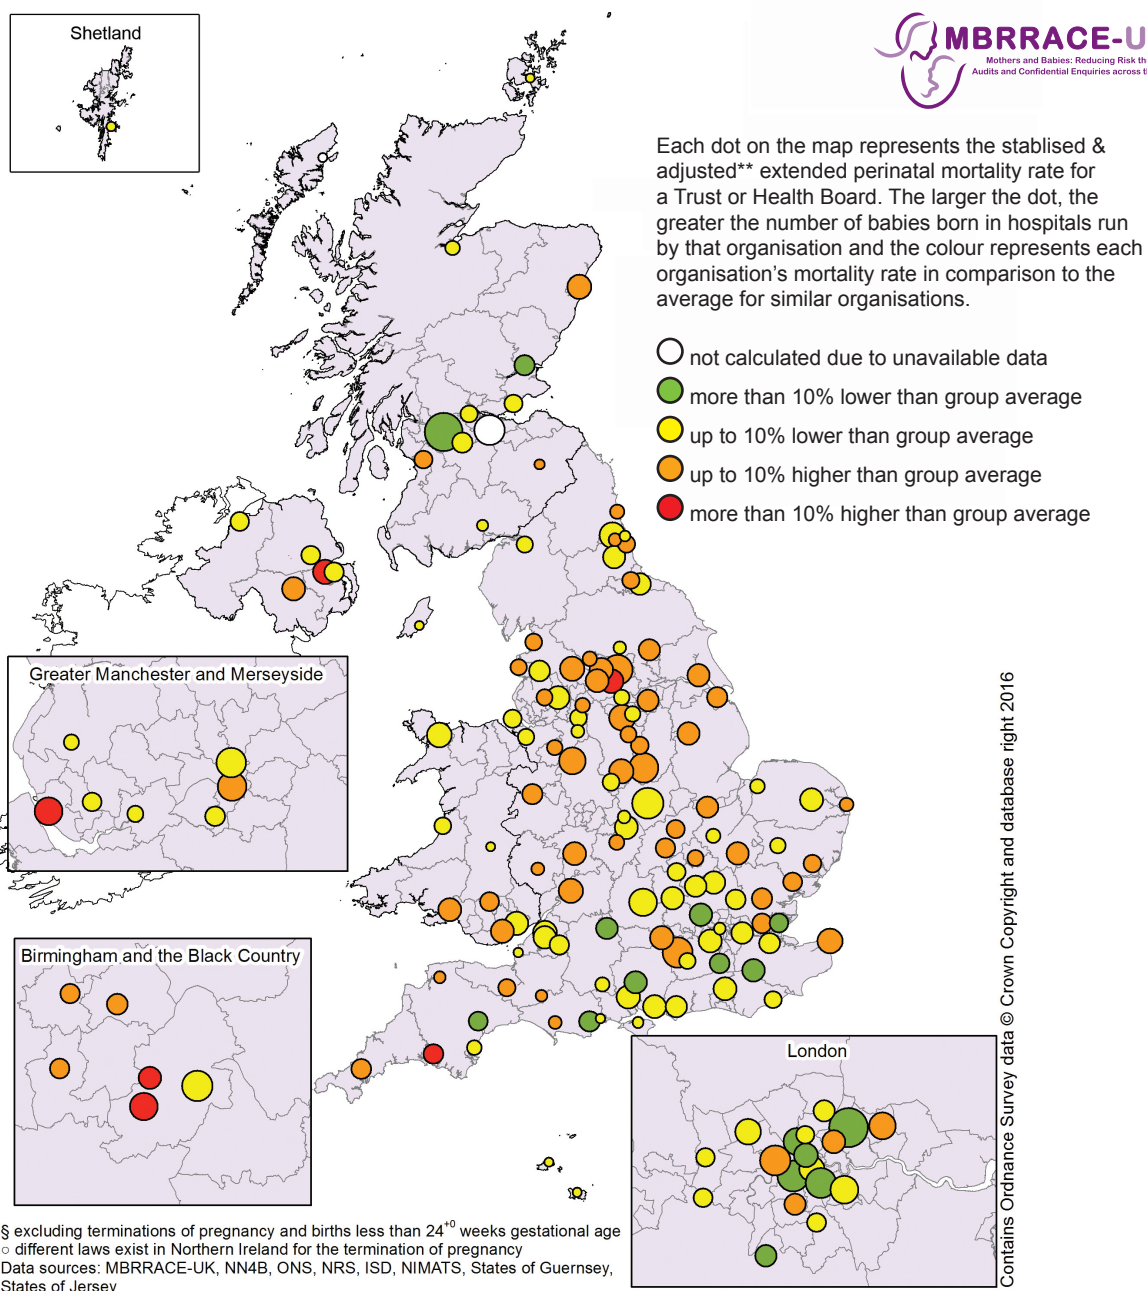 Shetland
MBRRACE-U
Mothers and Babies: Reducing Risk th
Audits and Confidential Enquiries across t
Each dot on the map represents the stablised &
adjusted** extended perinatal mortality rate for
a Trust or Health Board. The larger the dot, the
greater the number of babies born in hospitals run
by that organisation and the colour represents each
organisation's mortality rate in comparison to the
average for similar organisations.
not calculated due to unavailable data
more than 10% lower than group average
up to 10% lower than group average
up to 10% higher than group average
more than 10% higher than group average
Greater Manchester and Merseyside
Birmingham and the Black Country
London
Contains Ordnance Survey data © Crown Copyright and database right 2016
§ excluding terminations of pregnancy and births less than 24⁺⁰ weeks gestational age
○ different laws exist in Northern Ireland for the termination of pregnancy
Data sources: MBRRACE-UK, NN4B, ONS, NRS, ISD, NIMATS, States of Guernsey,
States of Jersey